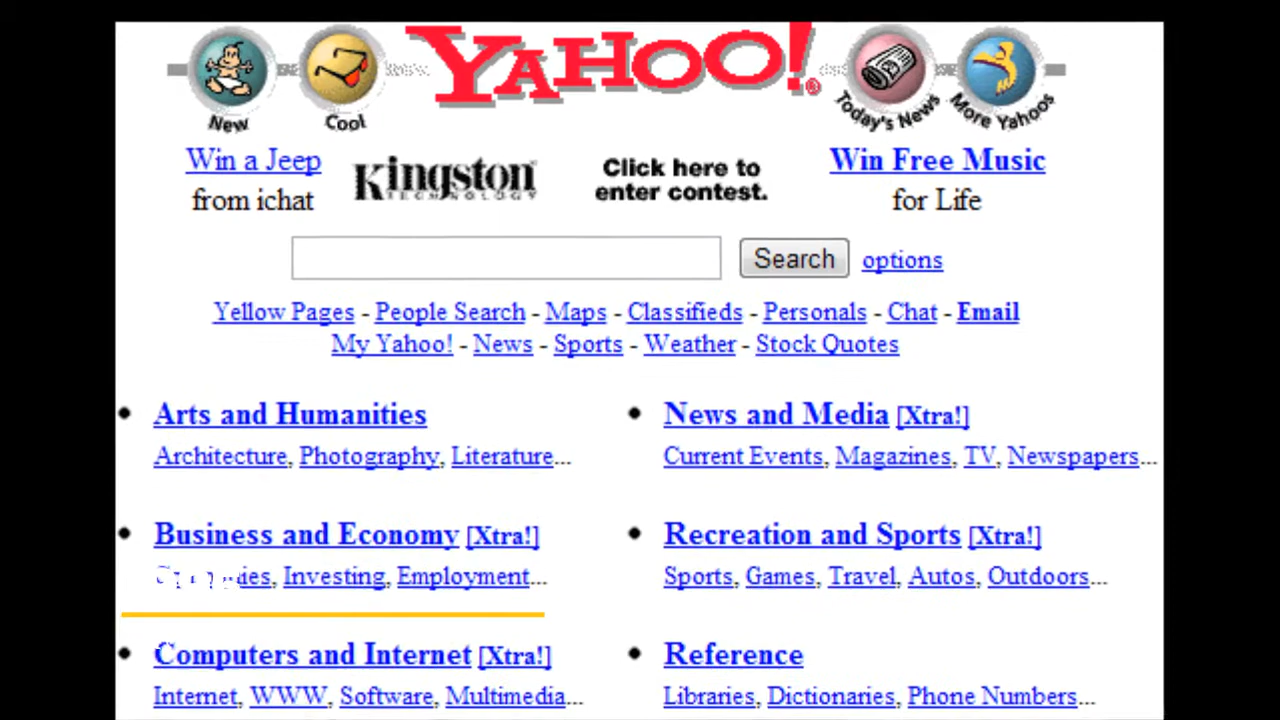 YAHOO!
New
Cool
Today's News
More Yahoos
Win a Jeep
from ichat
Kingston
TECHNOLOGY
Click here to
enter contest.
Win Free Music
for Life
Search
options
Yellow Pages - People Search - Maps - Classifieds - Personals - Chat - Email
My Yahoo! - News - Sports - Weather - Stock Quotes
Arts and Humanities
Architecture, Photography, Literature...
News and Media [Xtra!]
Current Events, Magazines, TV, Newspapers...
Business and Economy [Xtra!]
Investing, Employment...
Recreation and Sports [Xtra!]
Sports, Games, Travel, Autos, Outdoors...
Computers and Internet [Xtra!]
Internet, WWW, Software, Multimedia...
Reference
Libraries, Dictionaries, Phone Numbers...